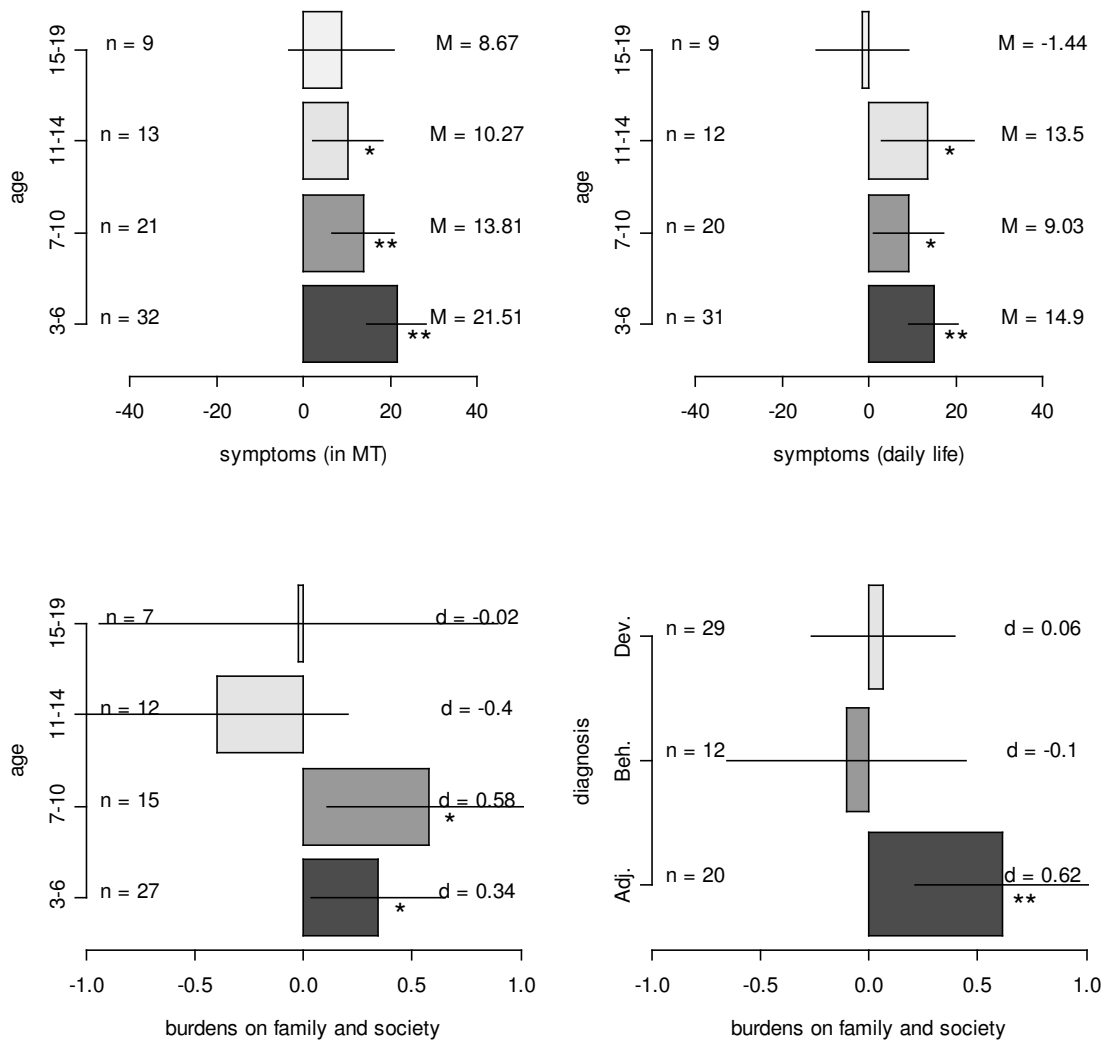 15-19 n = 9 M = 8.67
11-14 n = 13 M = 10.27
*
age
7-10 n = 21 M = 13.81
**
3-6 n = 32 M = 21.51
**
-40 -20 0 20 40
symptoms (in MT)
15-19 n = 9 M = -1.44
11-14 n = 12 M = 13.5
*
age
7-10 n = 20 M = 9.03
*
3-6 n = 31 M = 14.9
**
-40 -20 0 20 40
symptoms (daily life)
15-19 n = 7 d = -0.02
11-14 n = 12 d = -0.4
age
7-10 n = 15 d = 0.58
*
3-6 n = 27 d = 0.34
*
-1.0 -0.5 0.0 0.5 1.0
burdens on family and society
Dev. n = 29 d = 0.06
diagnosis
Beh. n = 12 d = -0.1
Adj. n = 20 d = 0.62
**
-1.0 -0.5 0.0 0.5 1.0
burdens on family and society